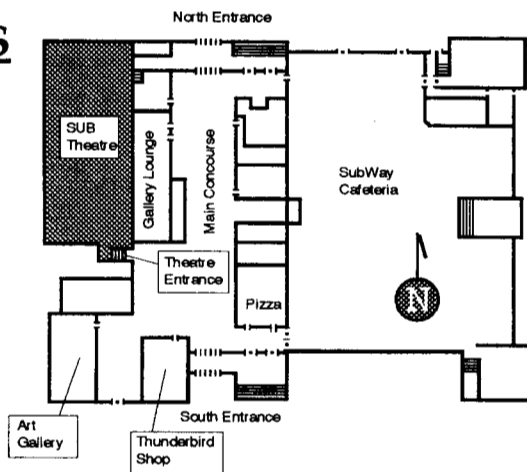 S
North Entrance
SUB
Theatre
Gallery Lounge
Main Concourse
SubWay
Cafeteria
Theatre
Entrance
N
Pizza
South Entrance
Art
Gallery
Thunderbird
Shop